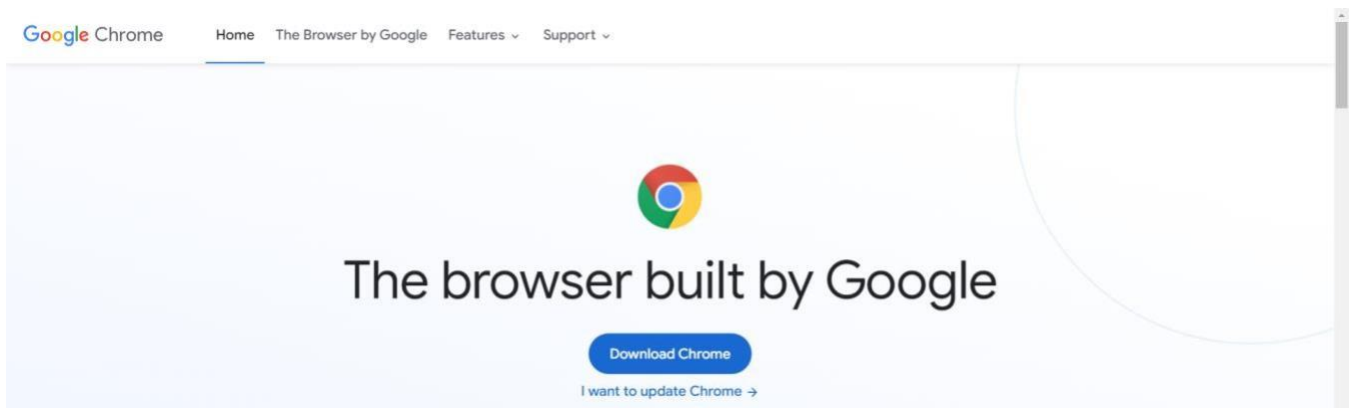 Google Chrome Home The Browser by Google Features Support
The browser built by Google
Download Chrome
I want to update Chrome →